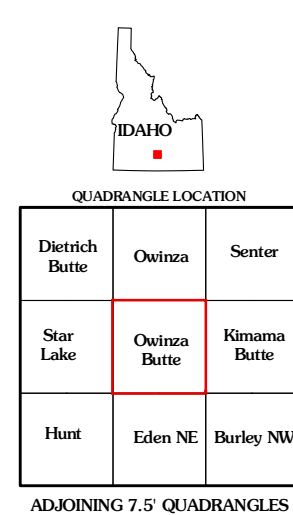 IDAHO
QUADRANGLE LOCATION
Dietrich Butte
Owinza
Senter
Star Lake
Owinza Butte
Kimama Butte
Hunt
Eden NE
Burley NW
ADJOINING 7.5' QUADRANGLES